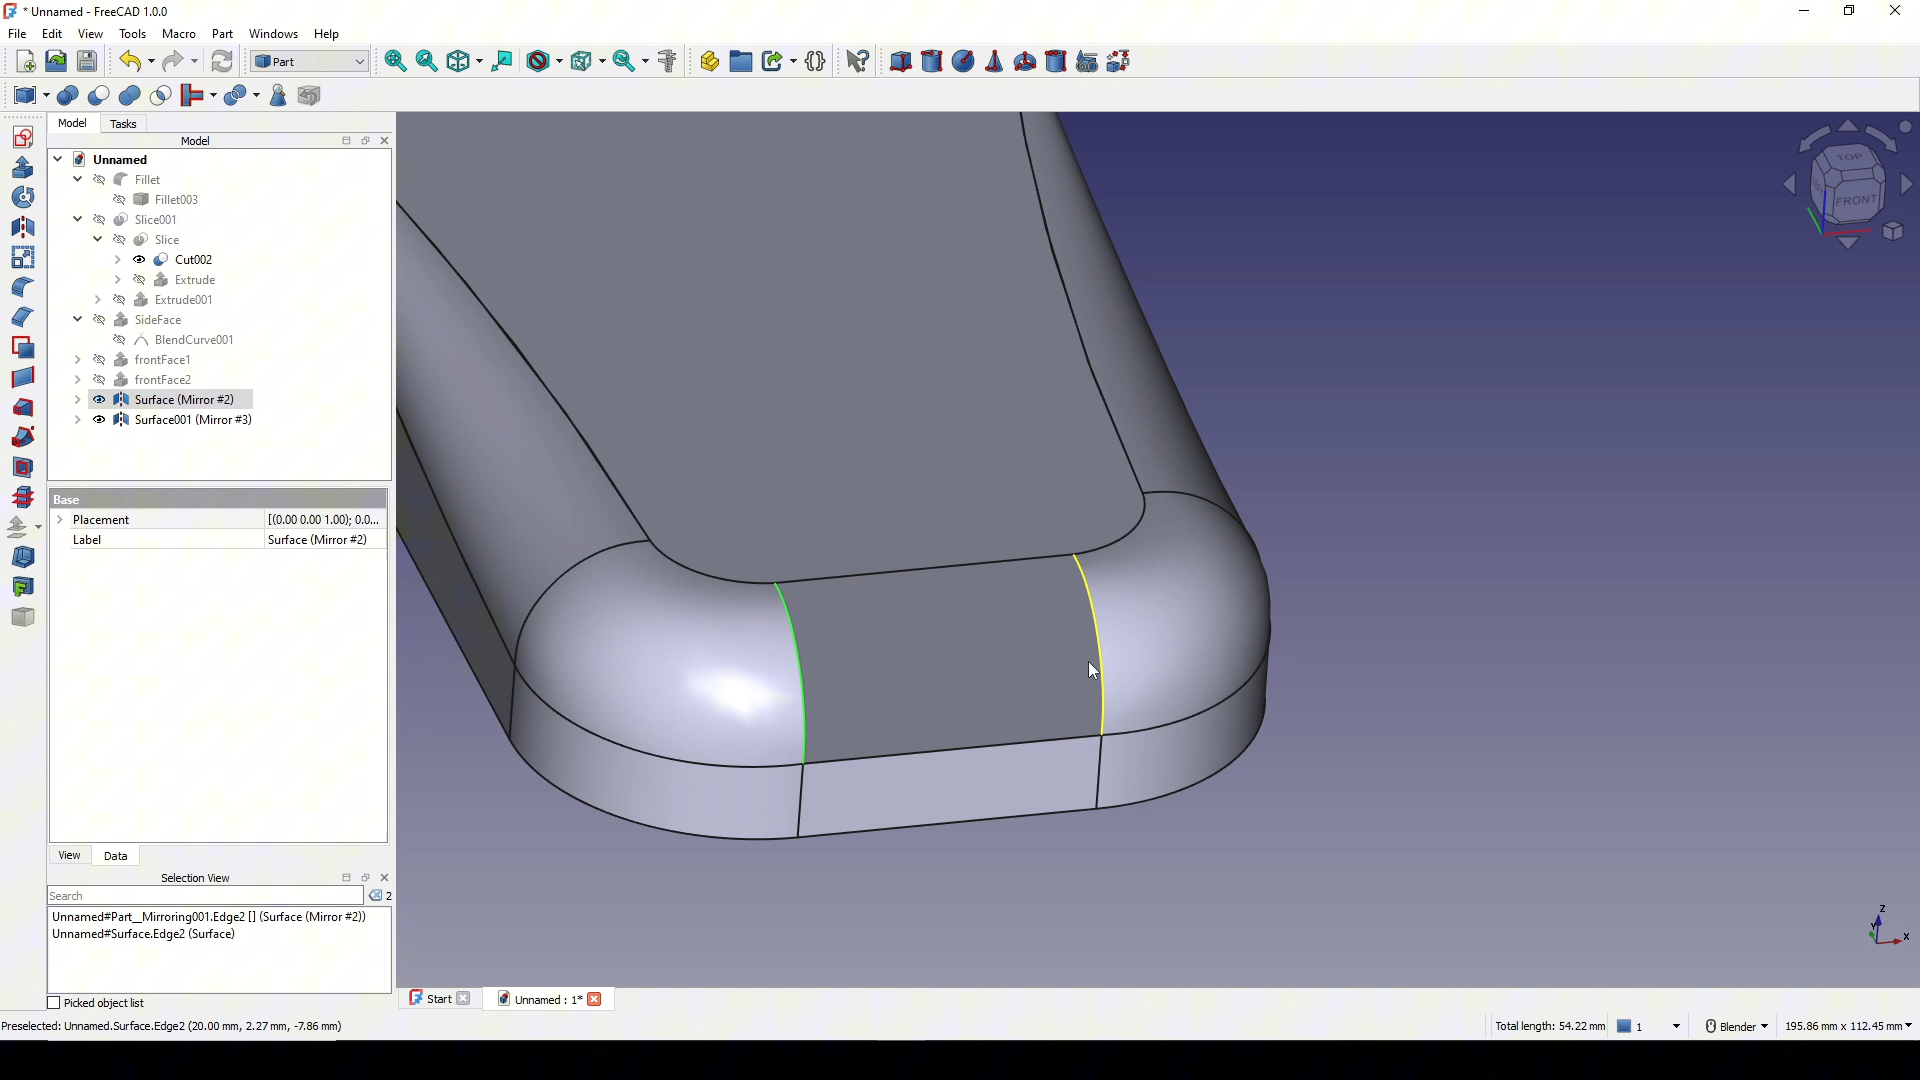 * Unnamed - FreeCAD 1.0.0
File Edit View Tools Macro Part Windows Help
Part
Model Tasks
Model
Unnamed
Fillet
Fillet003
Slice001
Slice
Cut002
Extrude
Extrude001
SideFace
BlendCurve001
frontFace1
frontFace2
Surface (Mirror #2)
Surface001 (Mirror #3)
Base
Placement [(0.00 0.00 1.00); 0.0...
Label Surface (Mirror #2)
View Data
Selection View
Search 2
Unnamed#Part__Mirroring001.Edge2 [] (Surface (Mirror #2))
Unnamed#Surface.Edge2 (Surface)
Picked object list
TOP
FRONT
Z
Y
X
Start Unnamed : 1*
Preselected: Unnamed.Surface.Edge2 (20.00 mm, 2.27 mm, -7.86 mm)
Total length: 54.22 mm 1 Blender 195.86 mm x 112.45 mm